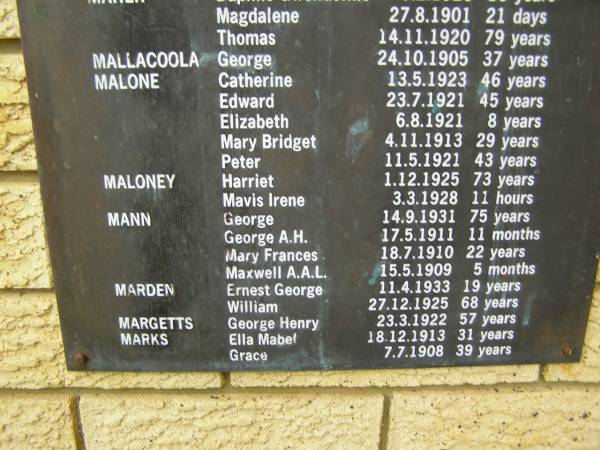 Magdalene 27.8.1901 21 days
Thomas 14.11.1920 79 years
MALLACOOLA George 24.10.1905 37 years
MALONE Catherine 13.5.1923 46 years
Edward 23.7.1921 45 years
Elizabeth 6.8.1921 8 years
Mary Bridget 4.11.1913 29 years
Peter 11.5.1921 43 years
MALONEY Harriet 1.12.1925 73 years
Mavis Irene 3.3.1928 11 hours
MANN George 14.9.1931 75 years
George A.H. 17.5.1911 11 months
Mary Frances 18.7.1910 22 years
Maxwell A.A.L. 15.5.1909 5 months
MARDEN Ernest George 11.4.1933 19 years
William 27.12.1925 68 years
MARGETTS George Henry 23.3.1922 57 years
MARKS Ella Mabel 18.12.1913 31 years
Grace 7.7.1908 39 years